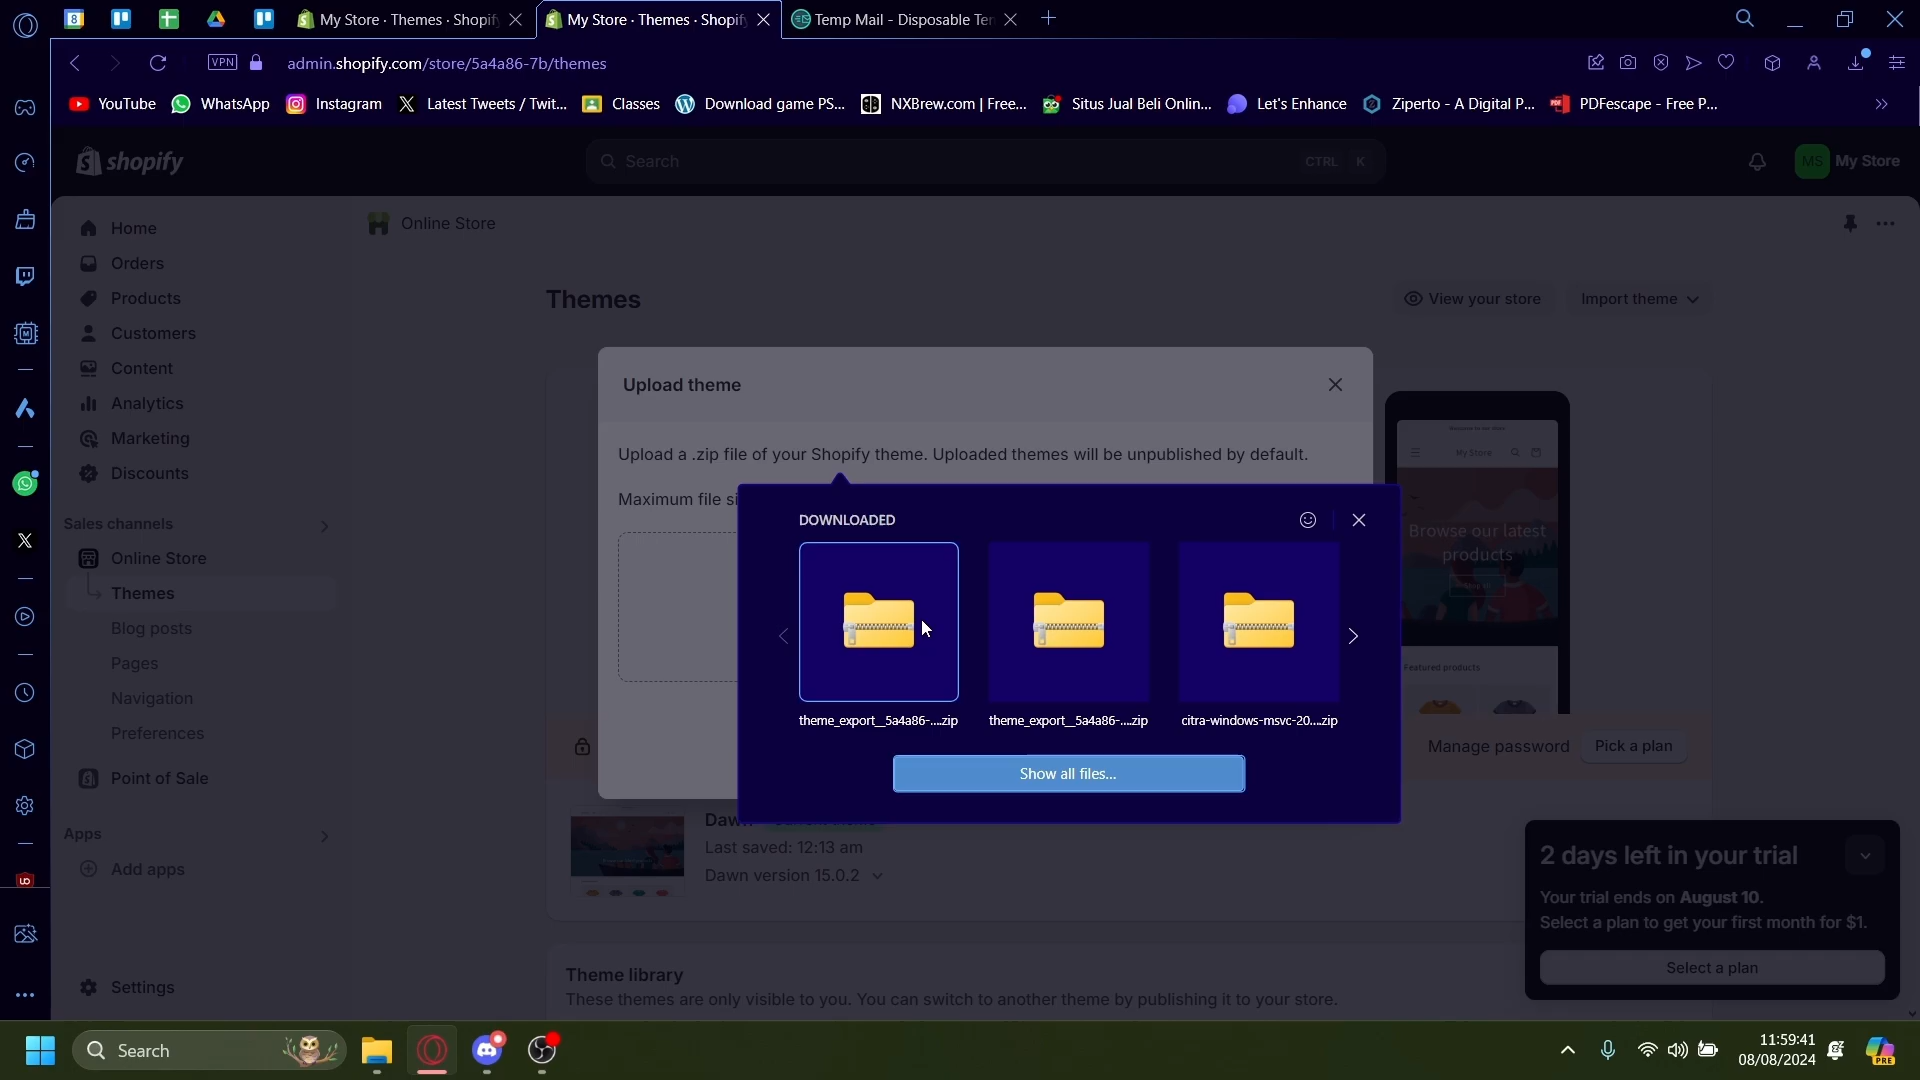 My Store · Themes · Shopif
My Store · Themes · Shopif
Temp Mail - Disposable Ter
VPN
admin.shopify.com/store/5a4a86-7b/themes
YouTube
WhatsApp
Instagram
Latest Tweets / Twit...
Classes
Download game PS...
NXBrew.com | Free...
Situs Jual Beli Onlin...
Let's Enhance
Ziperto - A Digital P...
PDFescape - Free P...
shopify
Search
CTRL K
MS
My Store
Home
Orders
Products
Customers
Content
Analytics
Marketing
Discounts
Sales channels
Online Store
Themes
Blog posts
Pages
Navigation
Preferences
Point of Sale
Apps
Add apps
Settings
Online Store
Themes
View your store
Import theme
Upload theme
Upload a .zip file of your Shopify theme. Uploaded themes will be unpublished by default.
Maximum file si
DOWNLOADED
theme_export__5a4a86-....zip
theme_export__5a4a86-....zip
citra-windows-msvc-20....zip
Show all files...
My Store
Browse our latest
products
Featured products
Manage password
Pick a plan
Last saved: 12:13 am
Dawn version 15.0.2
Theme library
These themes are only visible to you. You can switch to another theme by publishing it to your store.
2 days left in your trial
Your trial ends on August 10.
Select a plan to get your first month for $1.
Select a plan
Search
11:59:41
08/08/2024
PRE